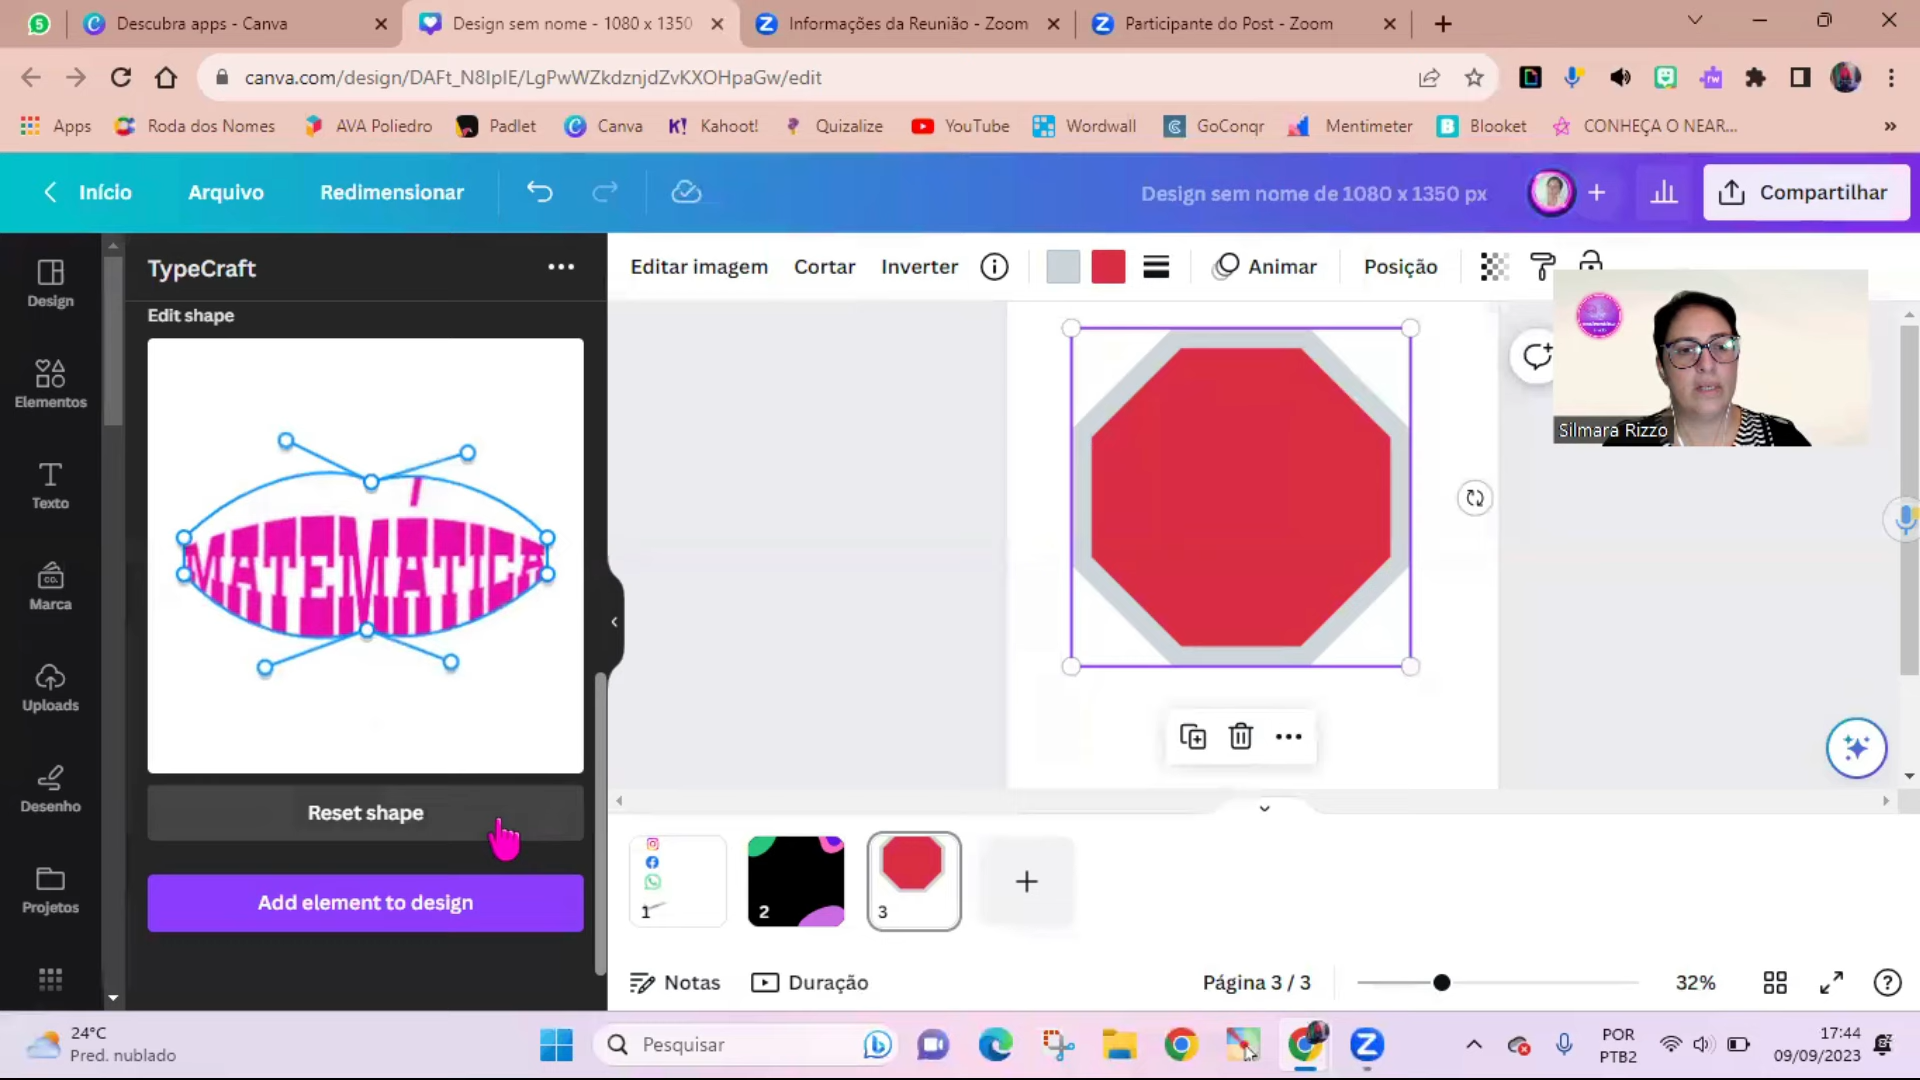 5
Descubra apps - Canva
Design sem nome - 1080 x 1350
Informações da Reunião - Zoom
Participante do Post - Zoom
canva.com/design/DAFt_N8IpIE/LgPwWZkdznjdZvKXOHpaGw/edit
Apps
Roda dos Nomes
AVA Poliedro
Padlet
Canva
K! Kahoot!
Quizalize
YouTube
Wordwall
GoConqr
Mentimeter
B Blooket
CONHEÇA O NEAR...
Início
Arquivo
Redimensionar
Design sem nome de 1080 x 1350 px
Compartilhar
Design
Elementos
Texto
Marca
Uploads
Desenho
Projetos
TypeCraft
Edit shape
MATEMÁTICA
Reset shape
Add element to design
Editar imagem
Cortar
Inverter
Animar
Posição
Silmara Rizzo
1
2
3
Notas
Duração
Página 3 / 3
32%
24°C
Pred. nublado
Pesquisar
POR
PTB2
17:44
09/09/2023